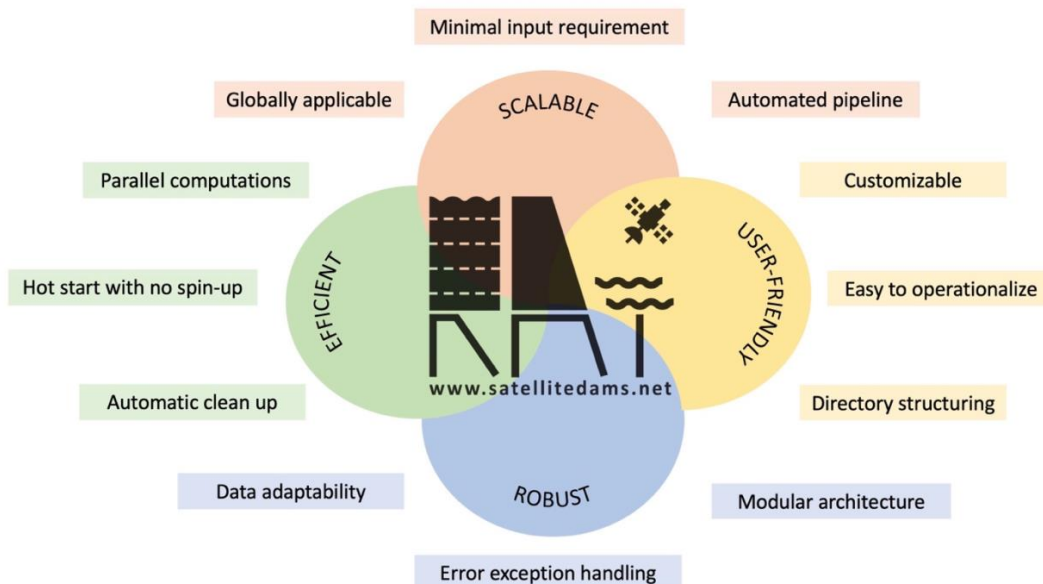 Minimal input requirement
Globally applicable
Automated pipeline
SCALABLE
Parallel computations
Customizable
Hot start with no spin-up
EFFICIENT
USER-FRIENDLY
Easy to operationalize
RAT
www.satellitedams.net
Automatic clean up
Directory structuring
Data adaptability
ROBUST
Modular architecture
Error exception handling